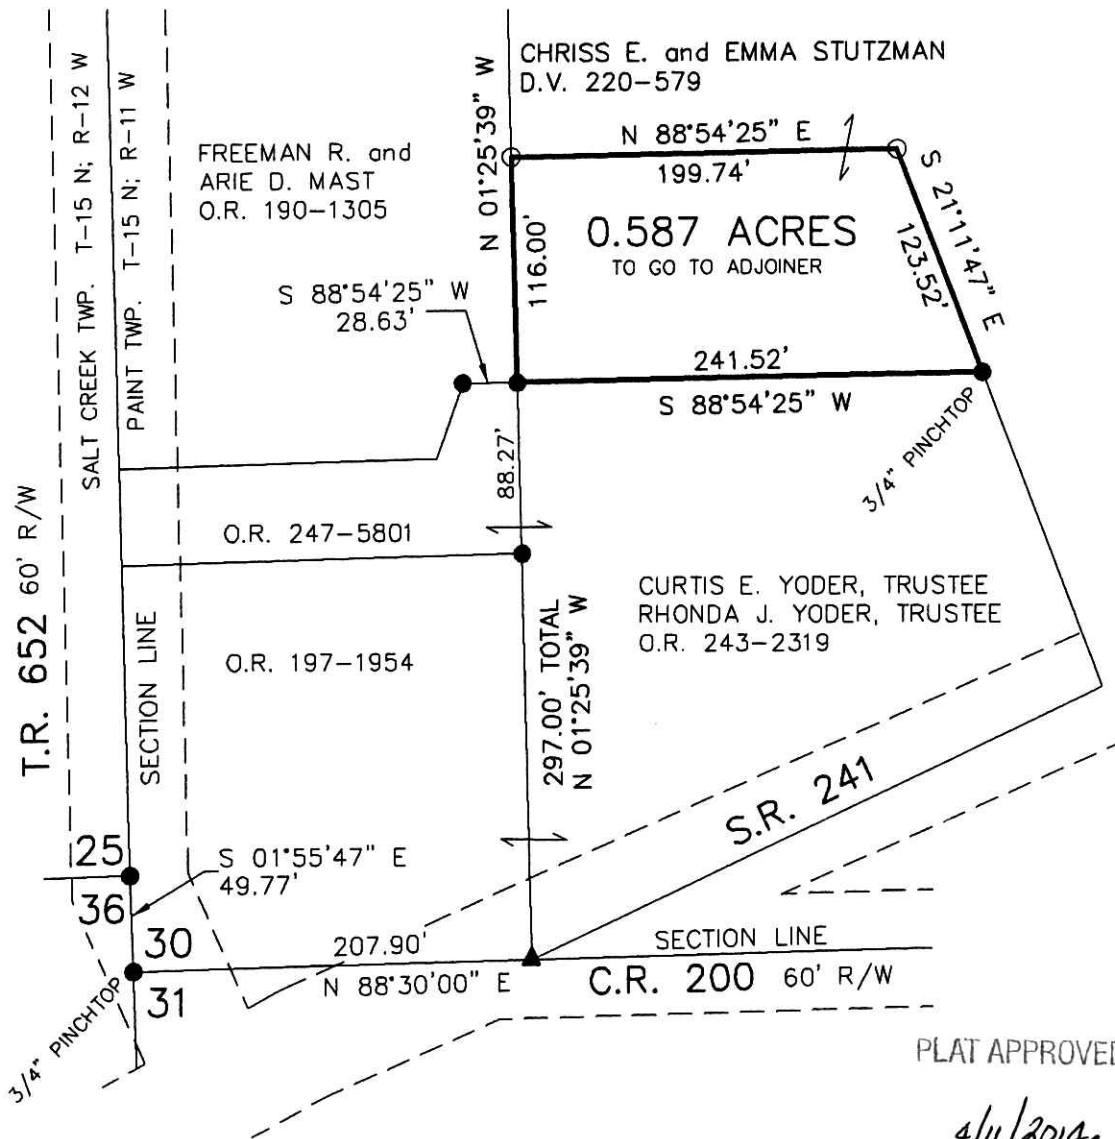 CHRISS E. and EMMA STUTZMAN
D.V. 220-579
N 01°25'39" W
N 88°54'25" E
199.74'
S 21°11'47" E
123.52'
FREEMAN R. and
ARIE D. MAST
O.R. 190-1305
0.587 ACRES
TO GO TO ADJOINER
116.00'
S 88°54'25" W
28.63'
241.52'
S 88°54'25" W
3/4" PINCHTOP
SALT CREEK TWP. T-15 N; R-12 W
PAINT TWP. T-15 N; R-11 W
88.27'
O.R. 247-5801
T.R. 652 60' R/W
SECTION LINE
O.R. 197-1954
CURTIS E. YODER, TRUSTEE
RHONDA J. YODER, TRUSTEE
O.R. 243-2319
297.00' TOTAL
N 01°25'39" W
S.R. 241
25
36
S 01°55'47" E
49.77'
30
31
207.90'
N 88°30'00" E
SECTION LINE
C.R. 200 60' R/W
3/4" PINCHTOP
PLAT APPROVED